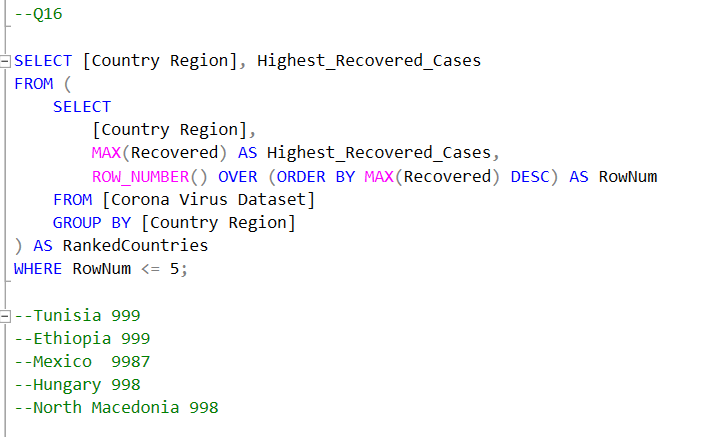 --Q16
SELECT [Country Region], Highest_Recovered_Cases
FROM (
SELECT
[Country Region],
MAX(Recovered) AS Highest_Recovered_Cases,
ROW_NUMBER() OVER (ORDER BY MAX(Recovered) DESC) AS RowNum
FROM [Corona Virus Dataset]
GROUP BY [Country Region]
) AS RankedCountries
WHERE RowNum <= 5;
--Tunisia 999
--Ethiopia 999
--Mexico  9987
--Hungary 998
--North Macedonia 998